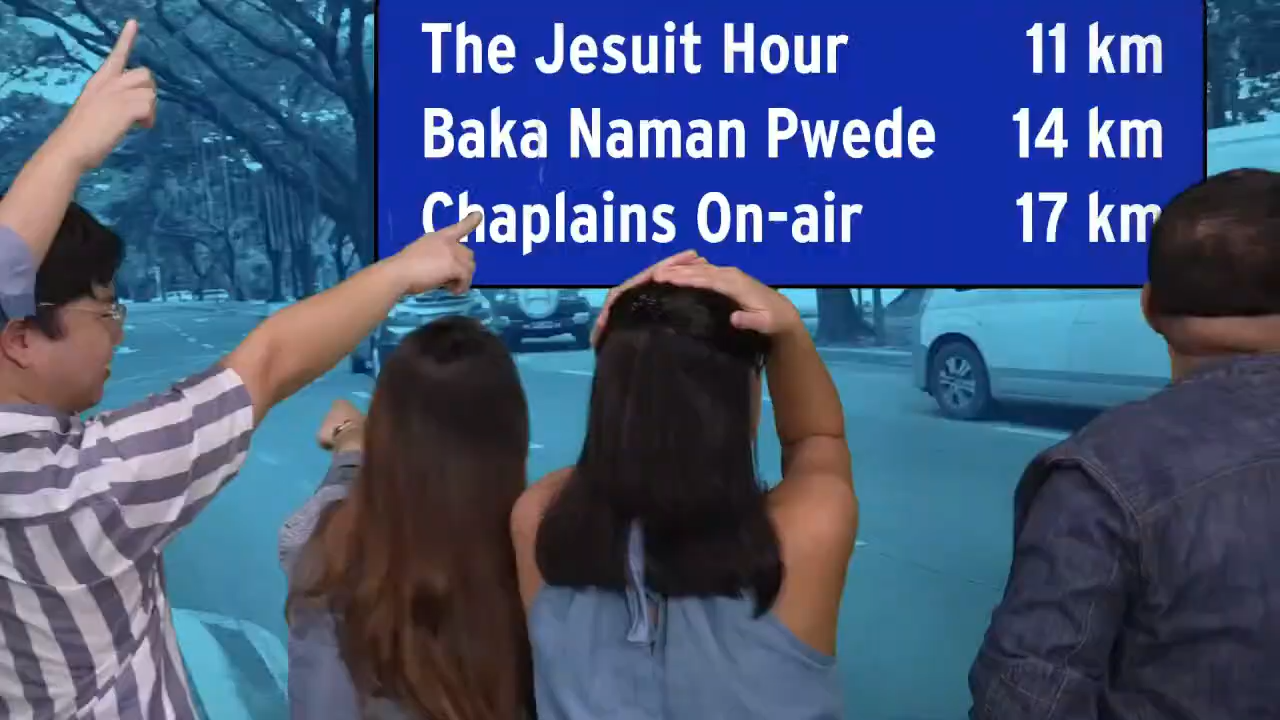 The Jesuit Hour 11 km
Baka Naman Pwede 14 km
Chaplains On-air 17 km